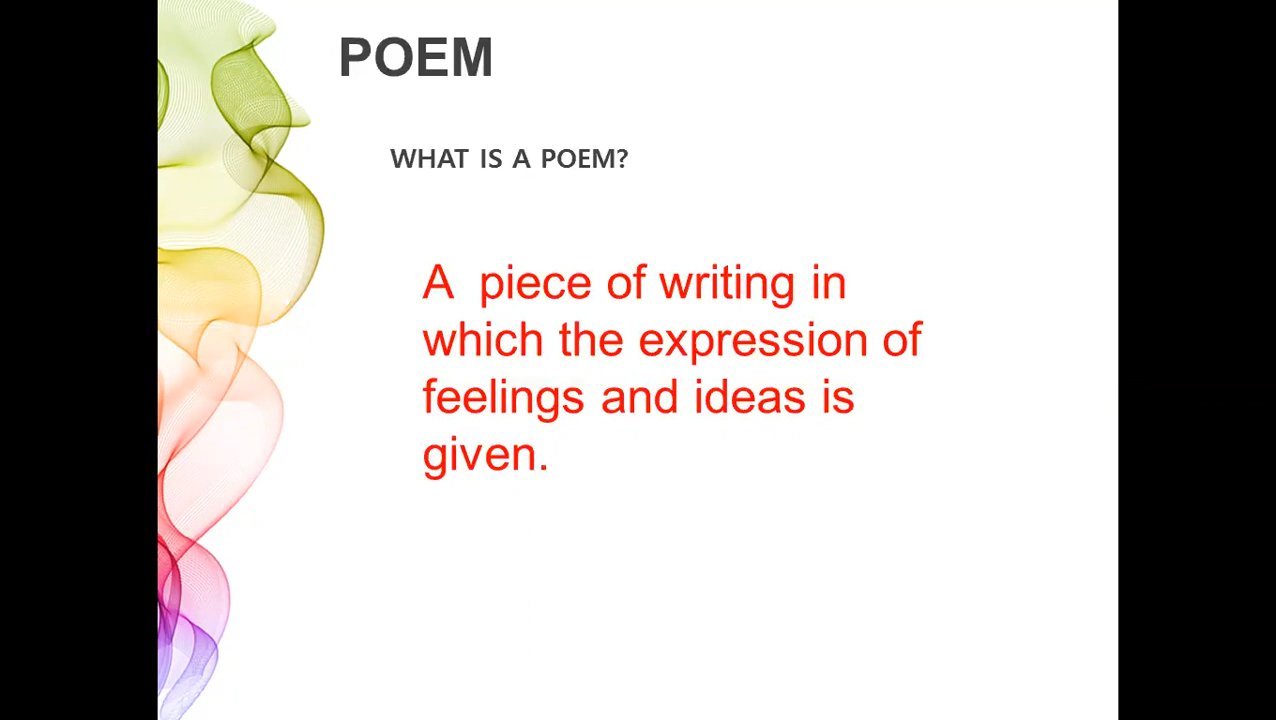 POEM
WHAT IS A POEM?
A  piece of writing in
which the expression of
feelings and ideas is
given.